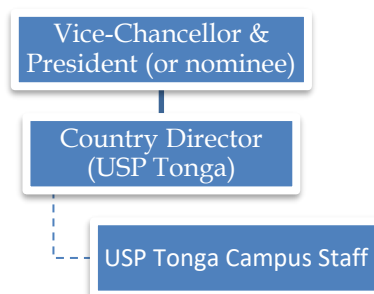 Vice-Chancellor &
President (or nominee)
Country Director
(USP Tonga)
USP Tonga Campus Staff